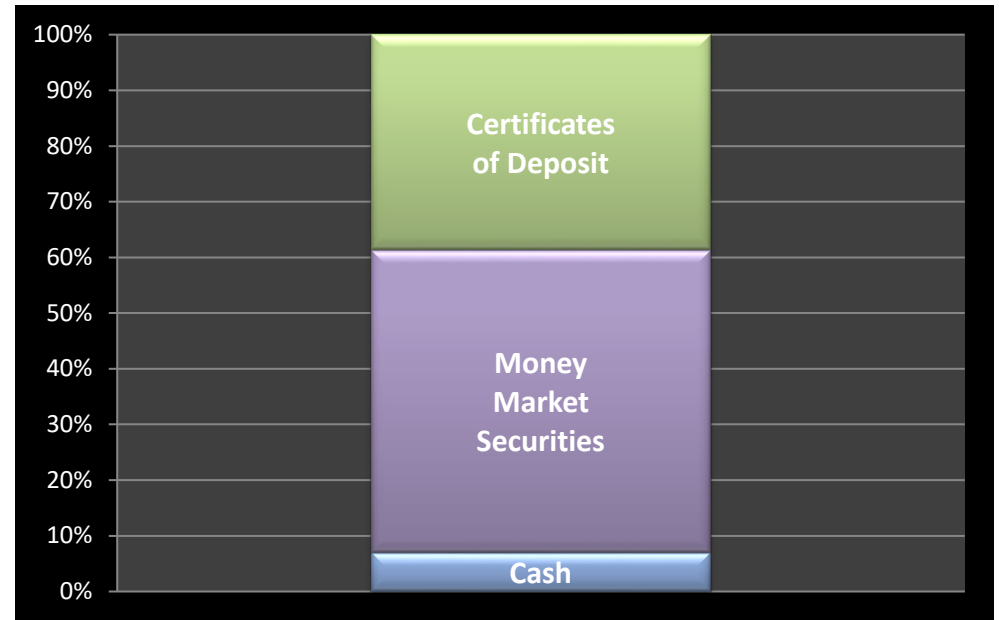 100%
90%
80%
70%
60%
50%
40%
30%
20%
10%
0%
Certificates
of Deposit
Money
Market
Securities
Cash